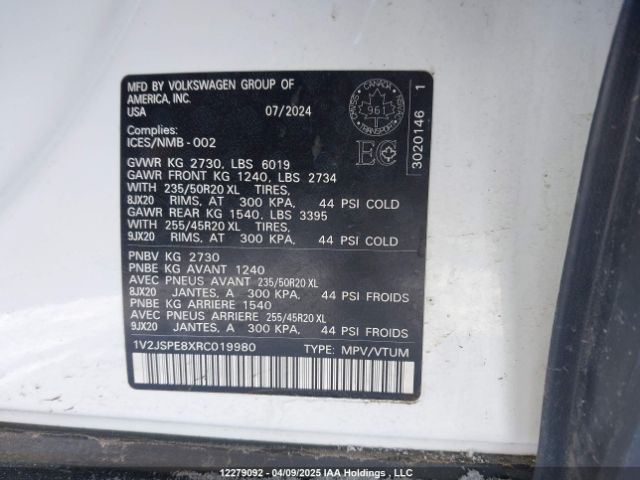 MFD BY VOLKSWAGEN GROUP OF
AMERICA, INC.
USA 07/2024
CANADA
961
TRANSPORT
Complies:
ICES/NMB-002
EC
3020146 1
GVWR KG 2730, LBS 6019
GAWR FRONT KG 1240, LBS 2734
WITH 235/50R20 XL TIRES,
8JX20 RIMS, AT 300 KPA, 44 PSI COLD
GAWR REAR KG 1540, LBS 3395
WITH 255/45R20 XL TIRES,
9JX20 RIMS, AT 300 KPA, 44 PSI COLD
PNBV KG 2730
PNBE KG AVANT 1240
AVEC PNEUS AVANT 235/50R20 XL
8JX20 JANTES, A 300 KPA, 44 PSI FROIDS
PNBE KG ARRIERE 1540
AVEC PNEUS ARRIERE 255/45R20 XL
9JX20 JANTES, A 300 KPA, 44 PSI FROIDS
1V2JSPE8XRC019980 TYPE: MPV/VTUM
12279092 - 04/09/2025 IAA Holdings , LLC